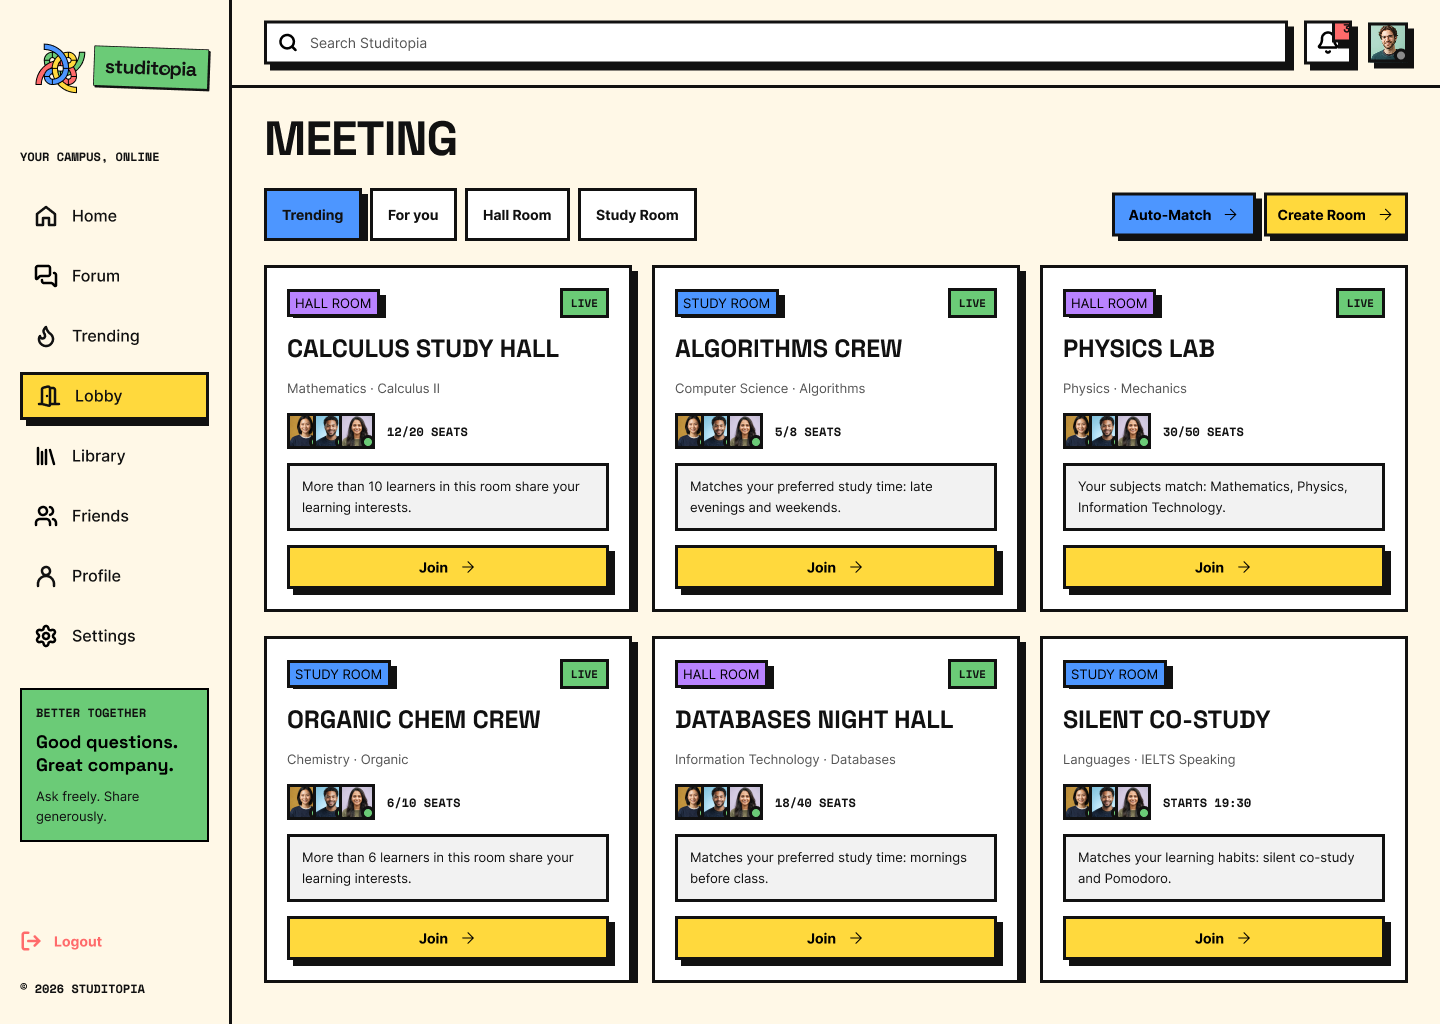 studitopia
Search Studitopia
YOUR CAMPUS, ONLINE
Home
Forum
Trending
Lobby
Library
Friends
Profile
Settings
BETTER TOGETHER
Good questions.
Great company.
Ask freely. Share
generously.
Logout
© 2026 STUDITOPIA
MEETING
Trending
For you
Hall Room
Study Room
Auto-Match →
Create Room →
HALL ROOM
LIVE
CALCULUS STUDY HALL
Mathematics · Calculus II
12/20 SEATS
More than 10 learners in this room share your
learning interests.
Join →
STUDY ROOM
LIVE
ALGORITHMS CREW
Computer Science · Algorithms
5/8 SEATS
Matches your preferred study time: late
evenings and weekends.
Join →
HALL ROOM
LIVE
PHYSICS LAB
Physics · Mechanics
30/50 SEATS
Your subjects match: Mathematics, Physics,
Information Technology.
Join →
STUDY ROOM
LIVE
ORGANIC CHEM CREW
Chemistry · Organic
6/10 SEATS
More than 6 learners in this room share your
learning interests.
Join →
HALL ROOM
LIVE
DATABASES NIGHT HALL
Information Technology · Databases
18/40 SEATS
Matches your preferred study time: mornings
before class.
Join →
STUDY ROOM
SILENT CO-STUDY
Languages · IELTS Speaking
STARTS 19:30
Matches your learning habits: silent co-study
and Pomodoro.
Join →